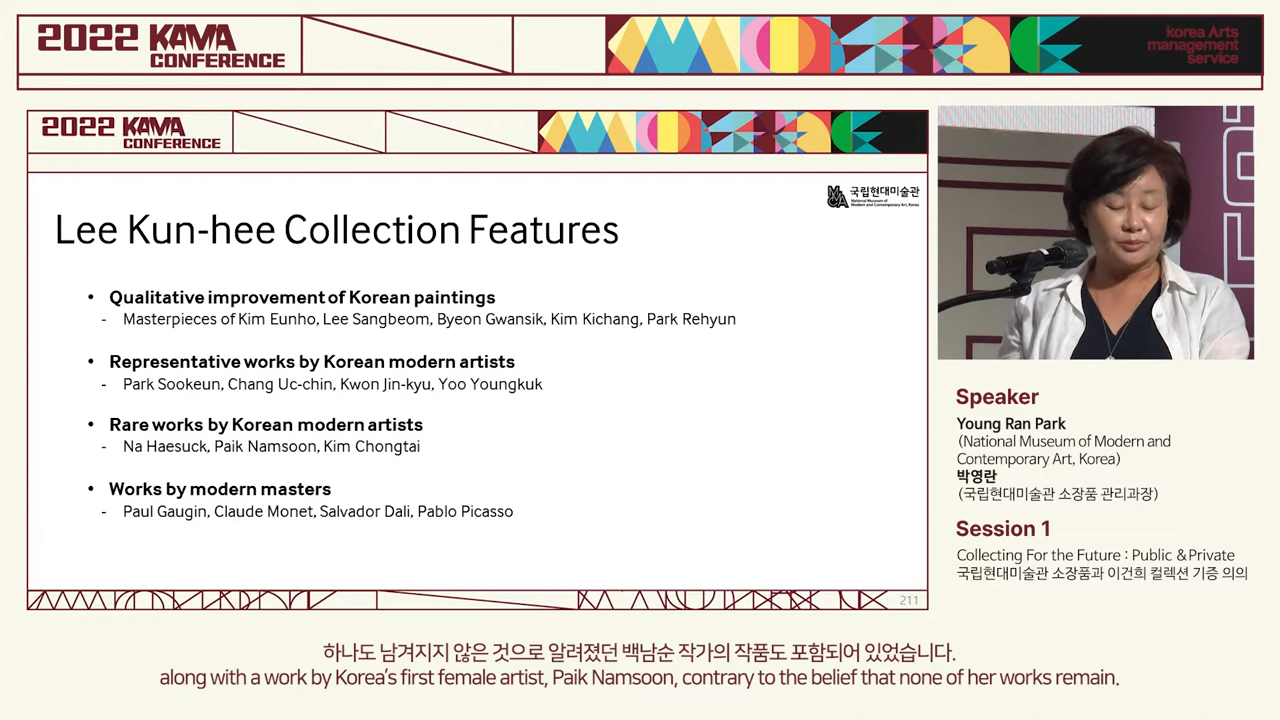 2022 KAMA
CONFERENCE
korea Arts
management
service
2022 KAMA
CONFERENCE
국립현대미술관
National Museum of
Modern and Contemporary Art, Korea
Lee Kun-hee Collection Features
• Qualitative improvement of Korean paintings
- Masterpieces of Kim Eunho, Lee Sangbeom, Byeon Gwansik, Kim Kichang, Park Rehyun
• Representative works by Korean modern artists
- Park Sookeun, Chang Uc-chin, Kwon Jin-kyu, Yoo Youngkuk
• Rare works by Korean modern artists
- Na Haesuck, Paik Namsoon, Kim Chongtai
• Works by modern masters
- Paul Gaugin, Claude Monet, Salvador Dali, Pablo Picasso
211
Speaker
Young Ran Park
(National Museum of Modern and
Contemporary Art, Korea)
박영란
(국립현대미술관 소장품 관리과장)
Session 1
Collecting For the Future : Public & Private
국립현대미술관 소장품과 이건희 컬렉션 기증 의의
하나도 남겨지지 않은 것으로 알려졌던 백남순 작가의 작품도 포함되어 있었습니다.
along with a work by Korea's first female artist, Paik Namsoon, contrary to the belief that none of her works remain.